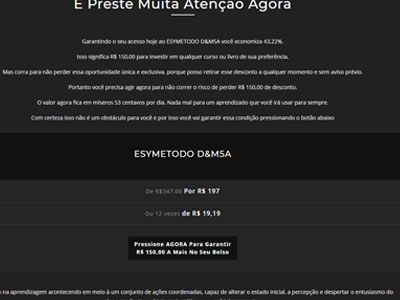 E Preste Muita Atenção Agora
Garantindo o seu acesso hoje ao ESYMETODO D&M5A você economiza 43,22%.
Isso significa R$ 150,00 para investir em qualquer curso ou livro de sua preferência.
Mas corra para não perder essa oportunidade única e exclusiva, porque posso retirar esse desconto a qualquer momento e sem aviso prévio.
Portanto você precisa agir agora para não correr o risco de perder R$ 150,00 de desconto.
O valor agora fica em míseros 53 centavos por dia. Nada mal para um aprendizado que você irá usar para sempre.
Com certeza isso não é um obstáculo para você e por isso você vai garantir essa condição pressionando o botão abaixo
ESYMETODO D&M5A
De R$347,00 Por R$ 197
Ou 12 vezes de R$ 19,19
Pressione AGORA Para Garantir
R$ 150,00 A Mais No Seu Bolso
na aprendizagem acontecendo em meio à um conjunto de ações coordenadas, capaz de alterar o estado inicial, a percepção e despertar o entusiasmo do